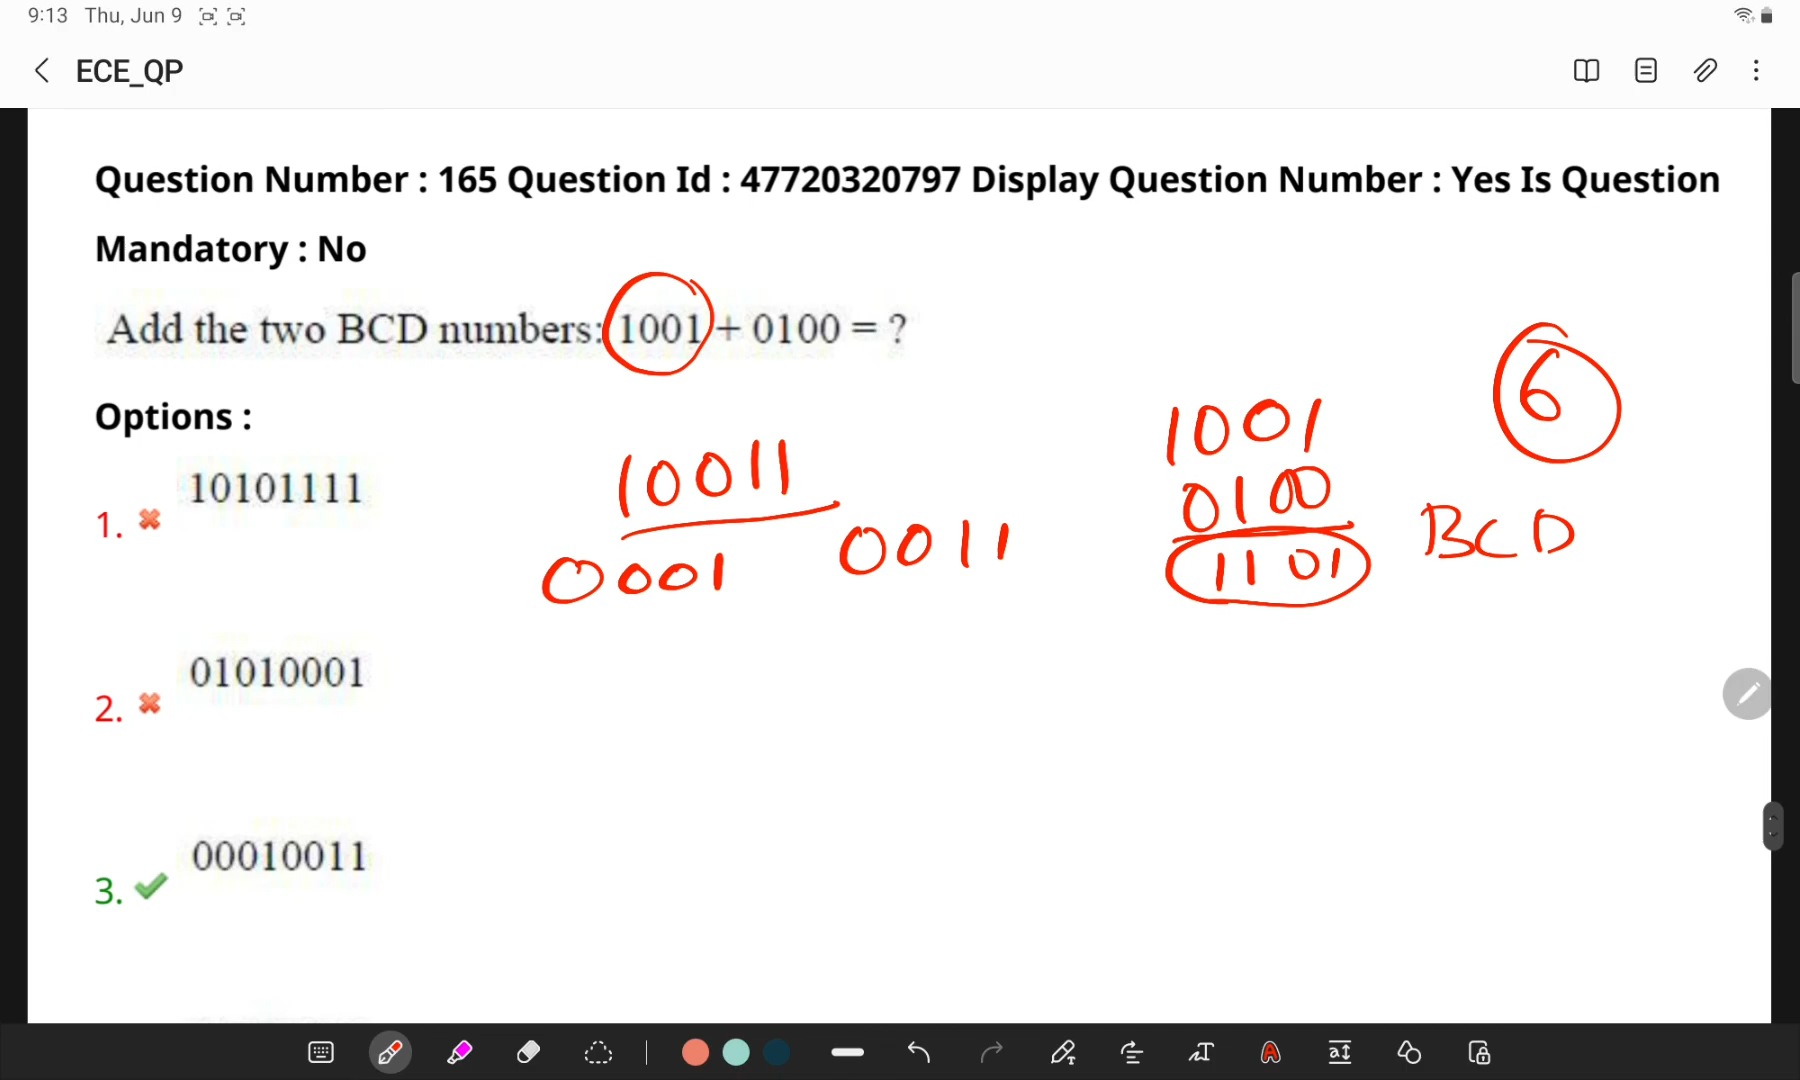 9:13 Thu, Jun 9
ECE_QP
Question Number : 165 Question Id : 47720320797 Display Question Number : Yes Is Question
Mandatory : No
Add the two BCD numbers: 1001 + 0100 = ?
Options :
10101111
1.
01010001
2.
00010011
3.
10011
0001 0011
1001
0100
1101
BCD
6